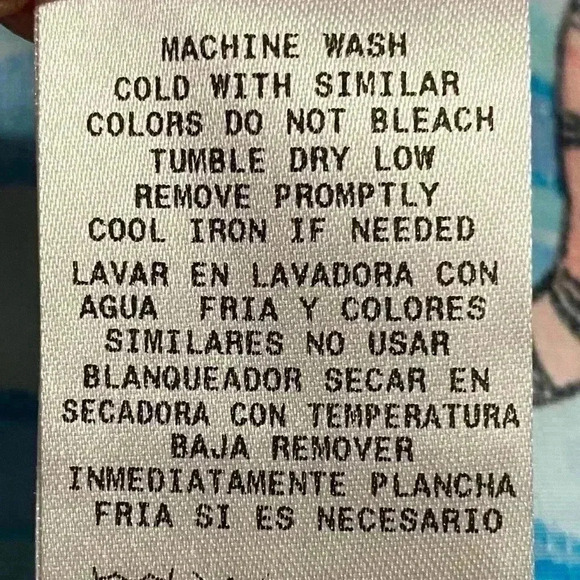 MACHINE WASH
COLD WITH SIMILAR
COLORS DO NOT BLEACH
TUMBLE DRY LOW
REMOVE PROMPTLY
COOL IRON IF NEEDED
LAVAR EN LAVADORA CON
AGUA FRIA Y COLORES
SIMILARES NO USAR
BLANQUEADOR SECAR EN
SECADORA CON TEMPERATURA
BAJA REMOVER
INMEDIATAMENTE PLANCHA
FRIA SI ES NECESARIO